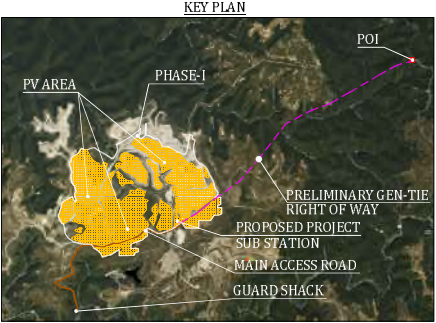 KEY PLAN
POI
PHASE-I
PV AREA
PRELIMINARY GEN-TIE
RIGHT OF WAY
PROPOSED PROJECT
SUB STATION
MAIN ACCESS ROAD
GUARD SHACK